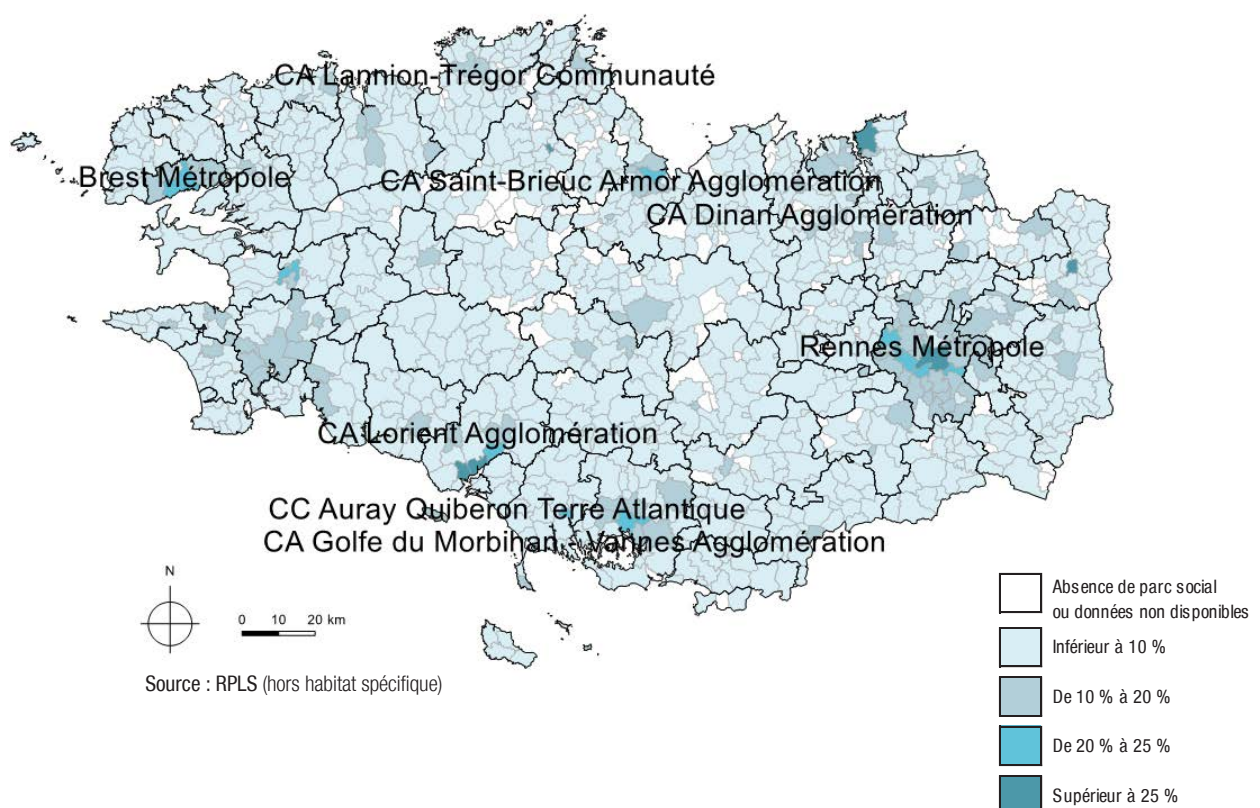 CA Lannion-Trégor Communauté
Brest Métropole
CA Saint-Brieuc Armor Agglomération
CA Dinan Agglomération
Rennes Métropole
CA Lorient Agglomération
CC Auray Quiberon Terre Atlantique
CA Golfe du Morbihan - Vannes Agglomération
N
0 10 20 km
Source : RPLS (hors habitat spécifique)
Absence de parc social
ou données non disponibles
Inférieur à 10 %
De 10 % à 20 %
De 20 % à 25 %
Supérieur à 25 %